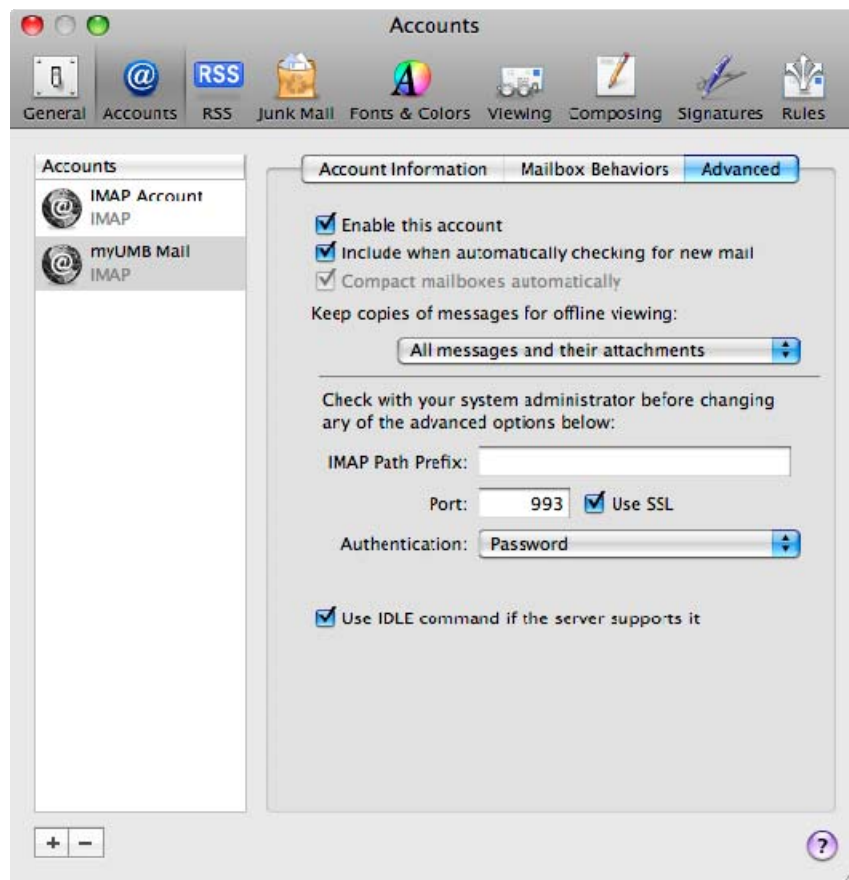 Accounts
General Accounts RSS Junk Mail Fonts & Colors Viewing Composing Signatures Rules
RSS
Accounts
IMAP Account
IMAP
myUMB Mail
IMAP
Account Information Mailbox Behaviors Advanced
Enable this account
Include when automatically checking for new mail
Compact mailboxes automatically
Keep copies of messages for offline viewing:
All messages and their attachments
Check with your system administrator before changing
any of the advanced options below:
IMAP Path Prefix:
Port: 993 Use SSL
Authentication: Password
Use IDLE command if the server supports it
+ −
?